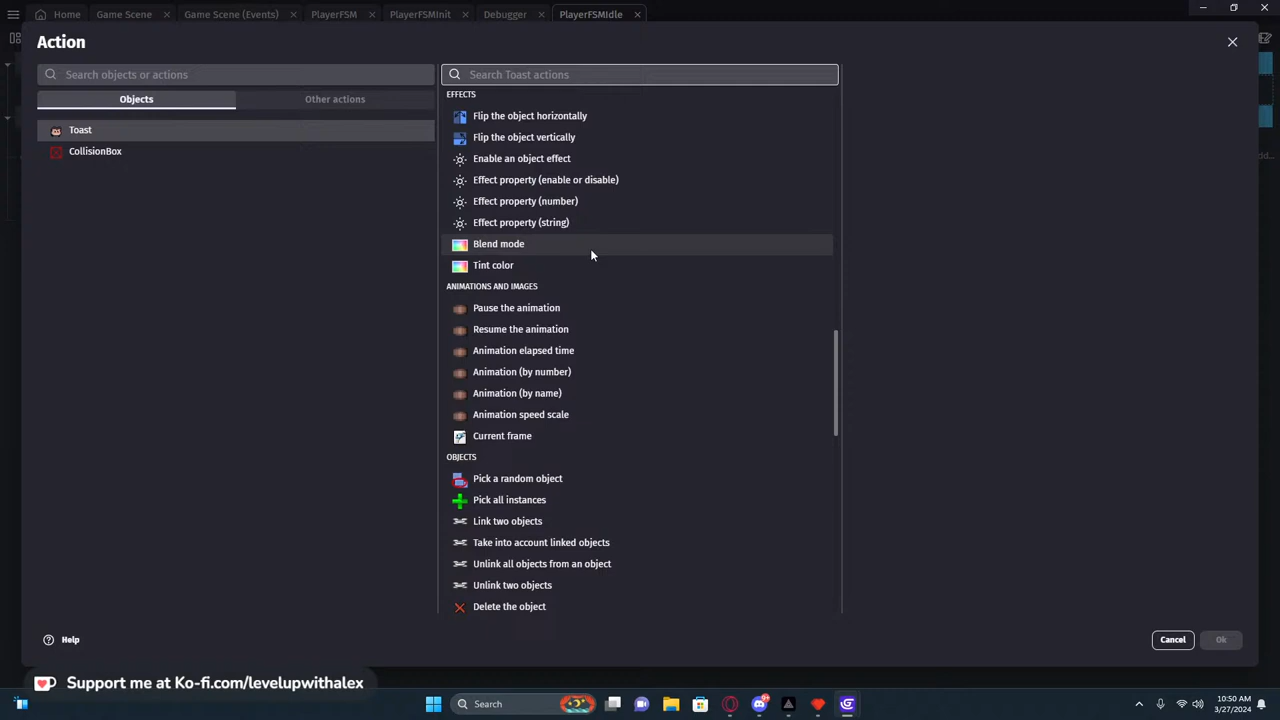 Home Game Scene Game Scene (Events) PlayerFSM PlayerFSMInit Debugger PlayerFSMIdle
Action
Search objects or actions
Objects Other actions
Toast
CollisionBox
Search Toast actions
EFFECTS
Flip the object horizontally
Flip the object vertically
Enable an object effect
Effect property (enable or disable)
Effect property (number)
Effect property (string)
Blend mode
Tint color
ANIMATIONS AND IMAGES
Pause the animation
Resume the animation
Animation elapsed time
Animation (by number)
Animation (by name)
Animation speed scale
Current frame
OBJECTS
Pick a random object
Pick all instances
Link two objects
Take into account linked objects
Unlink all objects from an object
Unlink two objects
Delete the object
Help
Cancel Ok
Support me at Ko-fi.com/levelupwithalex
Search
10:50 AM
3/27/2024